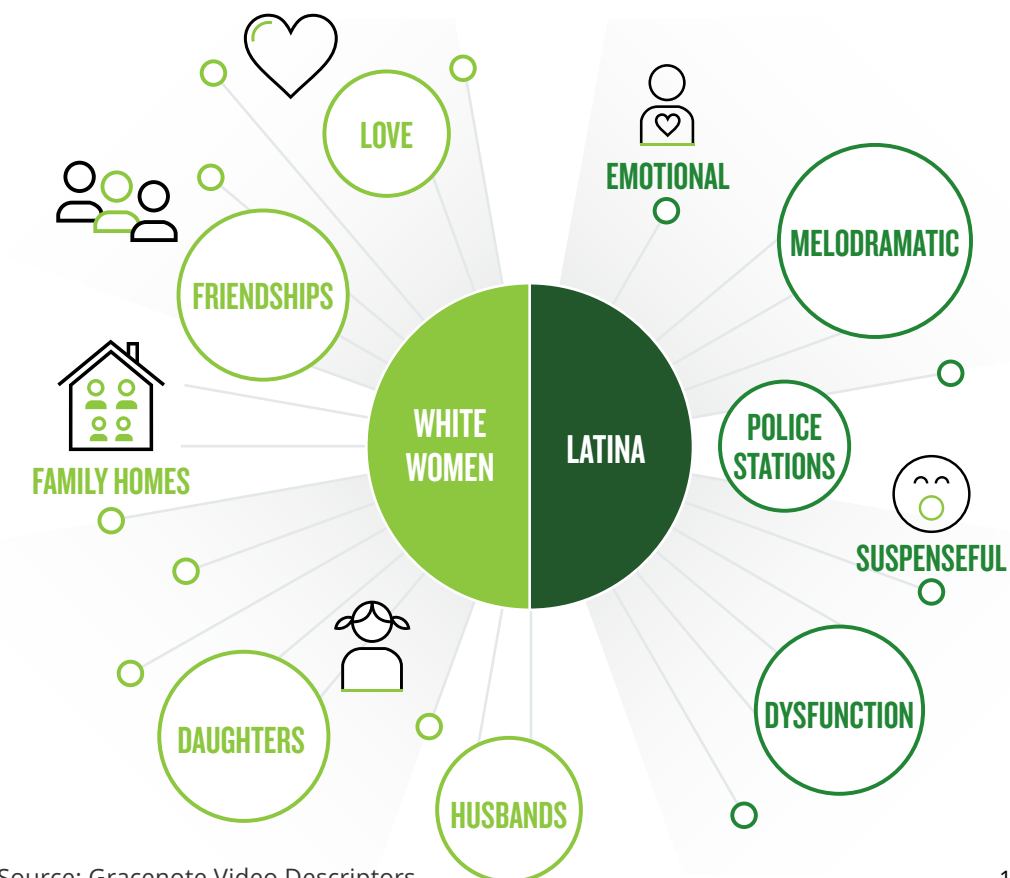 LOVE
EMOTIONAL
MELODRAMATIC
FRIENDSHIPS
WHITE
WOMEN
LATINA
POLICE
STATIONS
FAMILY HOMES
SUSPENSEFUL
DAUGHTERS
DYSFUNCTION
HUSBANDS
Source: Gracenote Video Descriptors
1